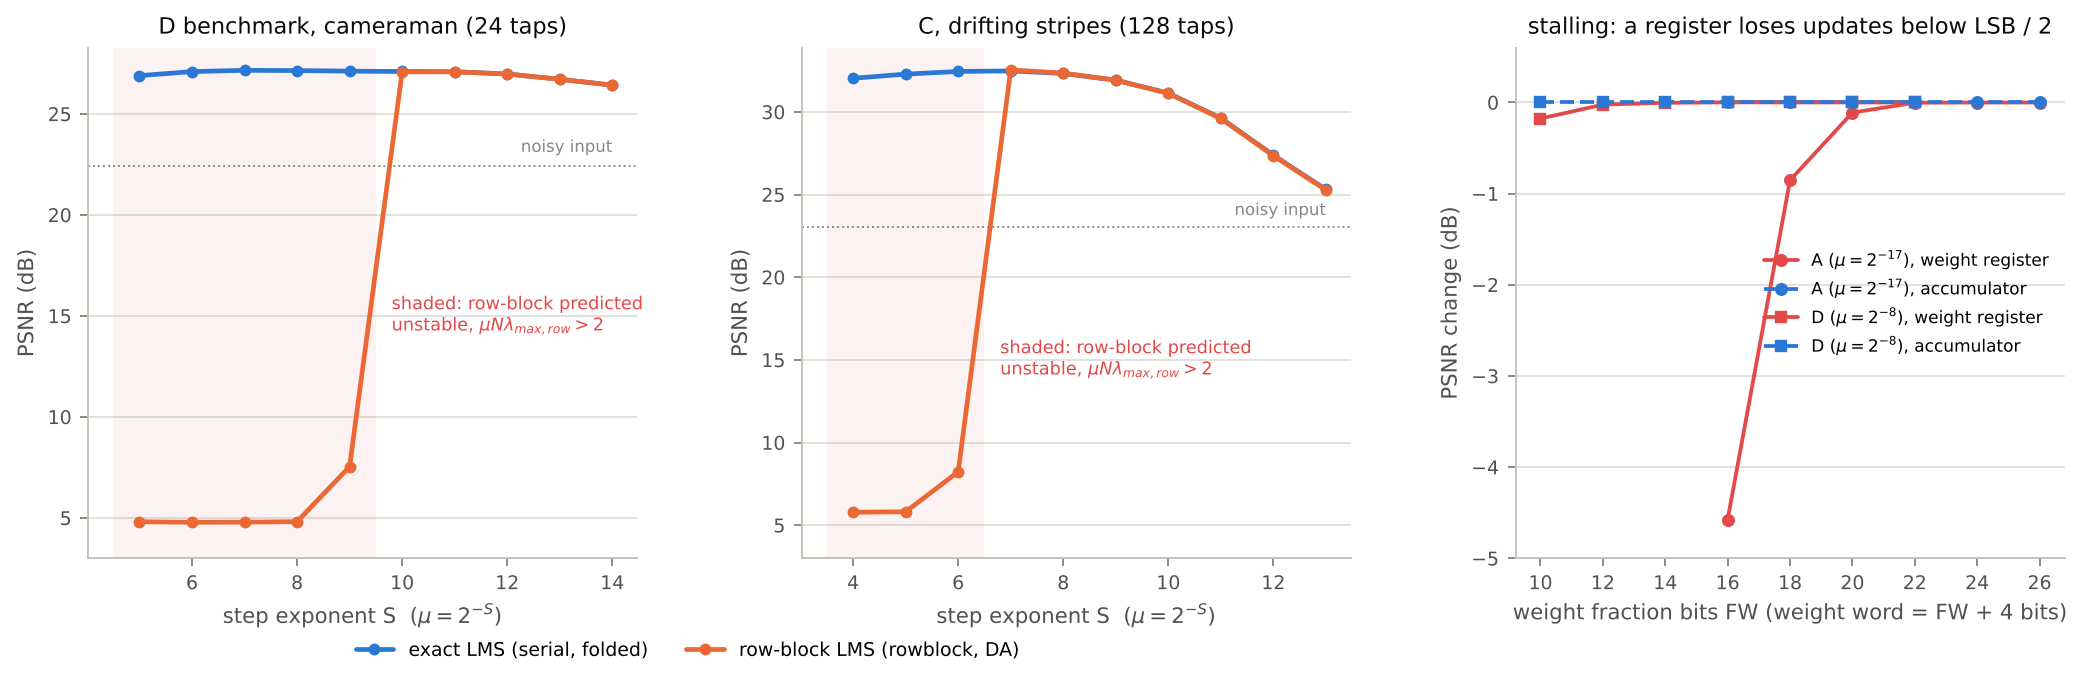 D benchmark, cameraman (24 taps)
PSNR (dB)
25
20
15
10
5
noisy input
shaded: row-block predicted
unstable, μNλmax, row > 2
6 8 10 12 14
step exponent S (μ = 2^−S)
C, drifting stripes (128 taps)
PSNR (dB)
30
25
20
15
10
5
noisy input
shaded: row-block predicted
unstable, μNλmax, row > 2
4 6 8 10 12
step exponent S (μ = 2^−S)
exact LMS (serial, folded)
row-block LMS (rowblock, DA)
stalling: a register loses updates below LSB / 2
PSNR change (dB)
0
−1
−2
−3
−4
−5
A (μ = 2^−17), weight register
A (μ = 2^−17), accumulator
D (μ = 2^−8), weight register
D (μ = 2^−8), accumulator
10 12 14 16 18 20 22 24 26
weight fraction bits FW (weight word = FW + 4 bits)